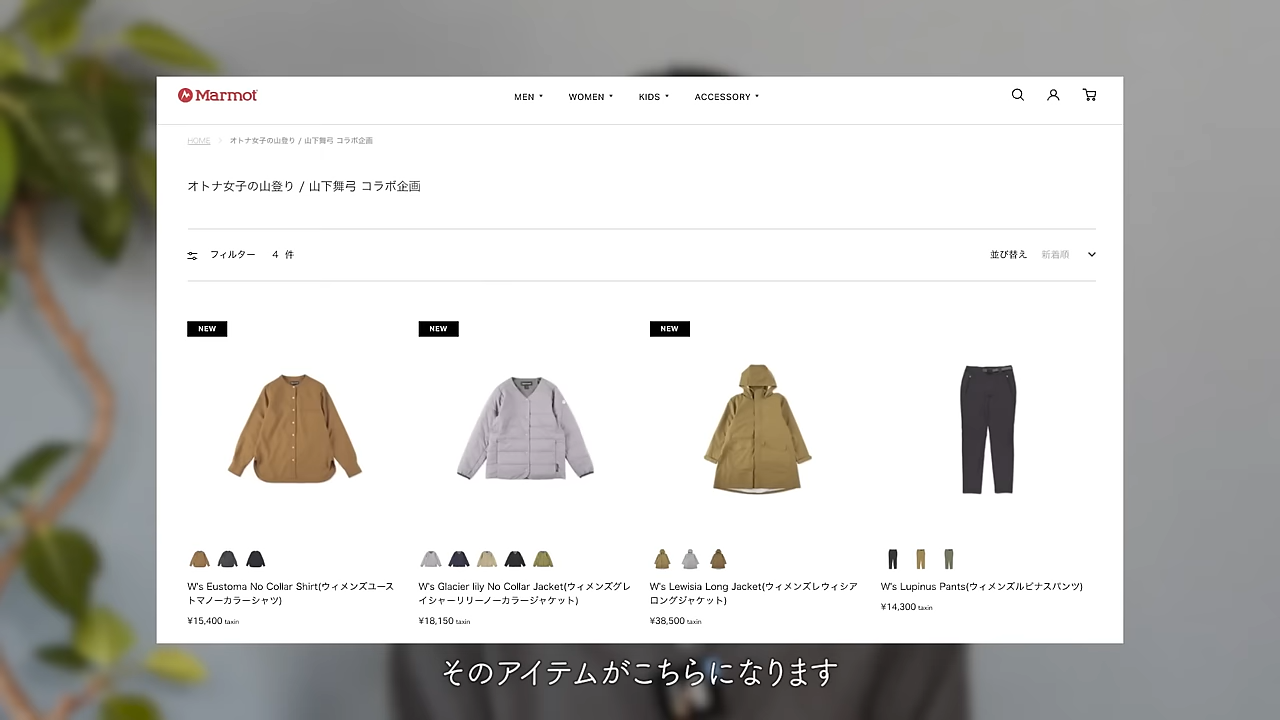 Marmot
MEN WOMEN KIDS ACCESSORY
HOME オトナ女子の山登り / 山下舞弓 コラボ企画
オトナ女子の山登り / 山下舞弓 コラボ企画
フィルター 4 件 並び替え 新着順
NEW NEW NEW
W's Eustoma No Collar Shirt(ウィメンズユース
トマノーカラーシャツ)
¥15,400 taxin
W's Glacier lily No Collar Jacket(ウィメンズグレ
イシャーリリーノーカラージャケット)
¥18,150 taxin
W's Lewisia Long Jacket(ウィメンズレウィシア
ロングジャケット)
¥38,500 taxin
W's Lupinus Pants(ウィメンズルピナスパンツ)
¥14,300 taxin
そのアイテムがこちらになります